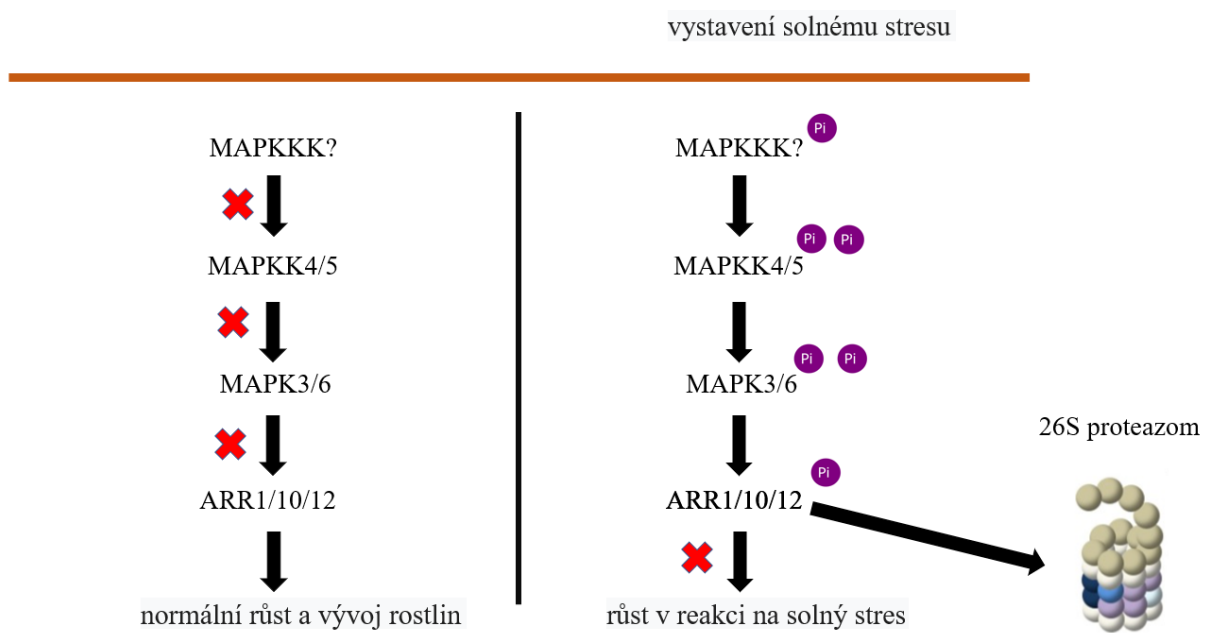 vystavení solnému stresu
MAPKKK?
MAPKK4/5
MAPK3/6
ARR1/10/12
normální růst a vývoj rostlin
MAPKKK?
Pi
MAPKK4/5
Pi Pi
MAPK3/6
Pi Pi
ARR1/10/12
Pi
růst v reakci na solný stres
26S proteazom